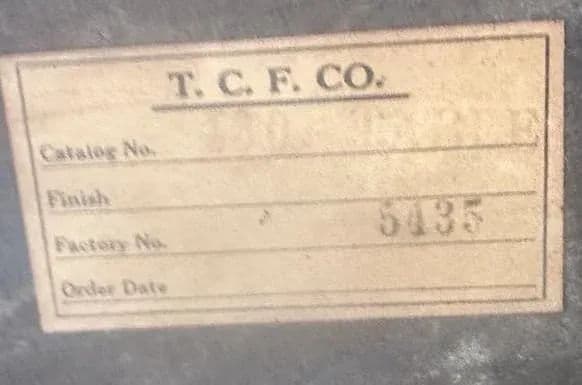 T. C. F. CO.
Catalog No.
Finish
5435
Factory No.
Order Date